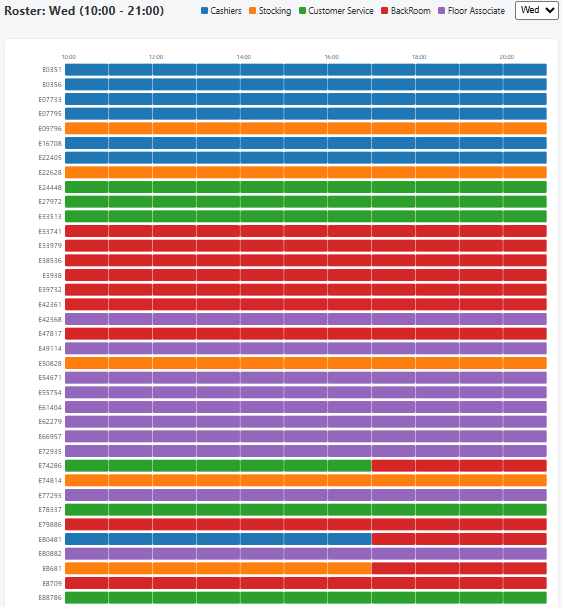 Roster: Wed (10:00 - 21:00)
Cashiers Stocking Customer Service BackRoom Floor Associate Wed
10:00 12:00 14:00 16:00 18:00 20:00
E0351
E0356
E07733
E07795
E09796
E16708
E22405
E22628
E24448
E27972
E33513
E33741
E33979
E38536
E3938
E39732
E42361
E42368
E47817
E49114
E50828
E54671
E55754
E61404
E62279
E66957
E72935
E74286
E74814
E77293
E78337
E79886
E80481
E80882
E8681
E8709
E88786